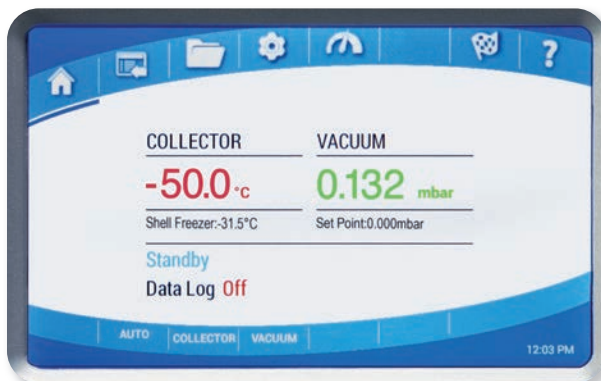 ?
COLLECTOR VACUUM
-50.0 °C 0.132 mbar
Shell Freezer:-31.5°C Set Point:0.000mbar
Standby
Data Log Off
AUTO COLLECTOR VACUUM
12:03 PM